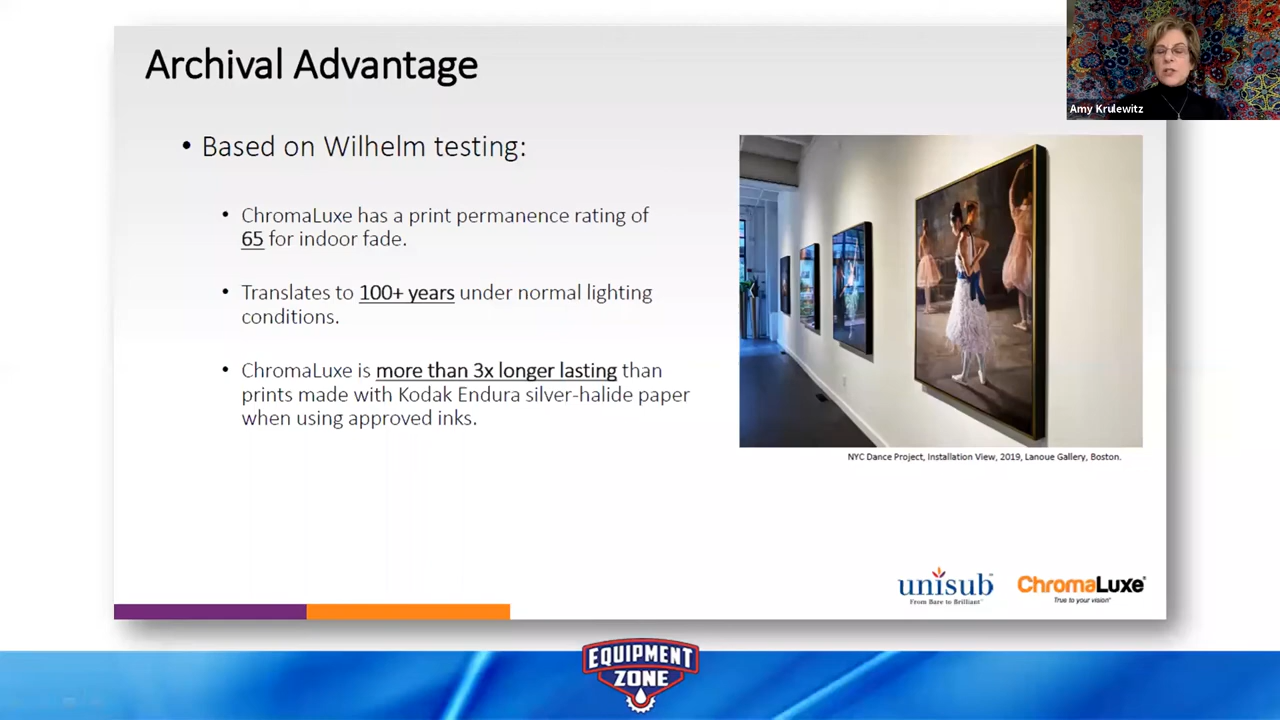 Archival Advantage
Amy Krulewitz
• Based on Wilhelm testing:
• ChromaLuxe has a print permanence rating of
65 for indoor fade.
• Translates to 100+ years under normal lighting
conditions.
• ChromaLuxe is more than 3x longer lasting than
prints made with Kodak Endura silver-halide paper
when using approved inks.
NYC Dance Project, Installation View, 2019, Lanoue Gallery, Boston.
unisub™
From Bare to Brilliant™
ChromaLuxe®
True to your vision®
EQUIPMENT
ZONE